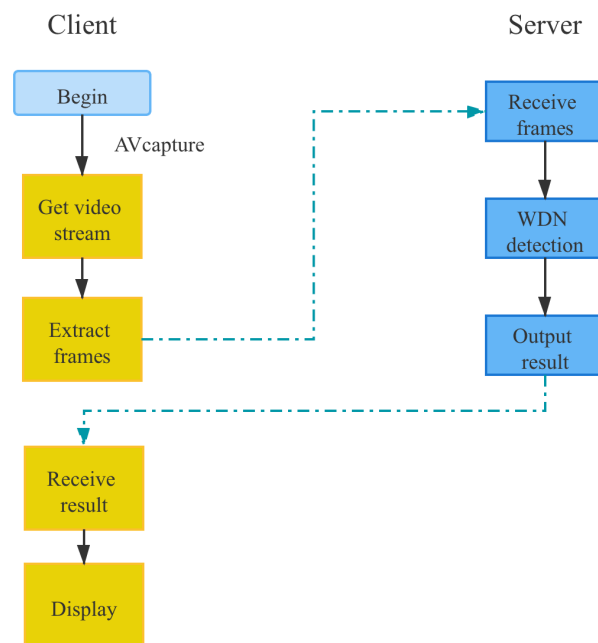 Client
Server
Begin
AVcapture
Get video
stream
Extract
frames
Receive
frames
WDN
detection
Output
result
Receive
result
Display